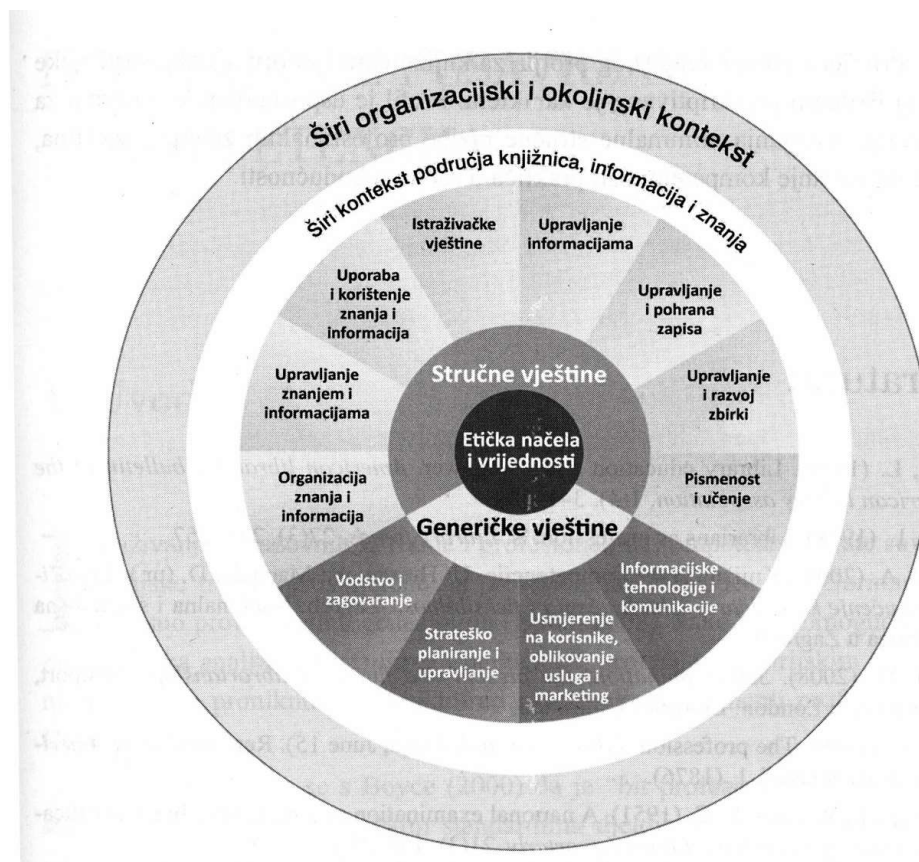 Širi organizacijski i okolinski kontekst
Širi kontekst područja knjižnica, informacija i znanja
Istraživačke
vještine
Upravljanje
informacijama
Uporaba
i korištenje
znanja i
informacija
Upravljanje
i pohrana
zapisa
Upravljanje
znanjem i
informacijama
Stručne vještine
Upravljanje
i razvoj
zbirki
Etička načela
i vrijednosti
Organizacija
znanja i
informacija
Pismenost
i učenje
Generičke vještine
Vodstvo i
zagovaranje
Strateško
planiranje i
upravljanje
Usmjerenje
na korisnike,
oblikovanje
usluga i
marketing
Informacijske
tehnologije i
komunikacije